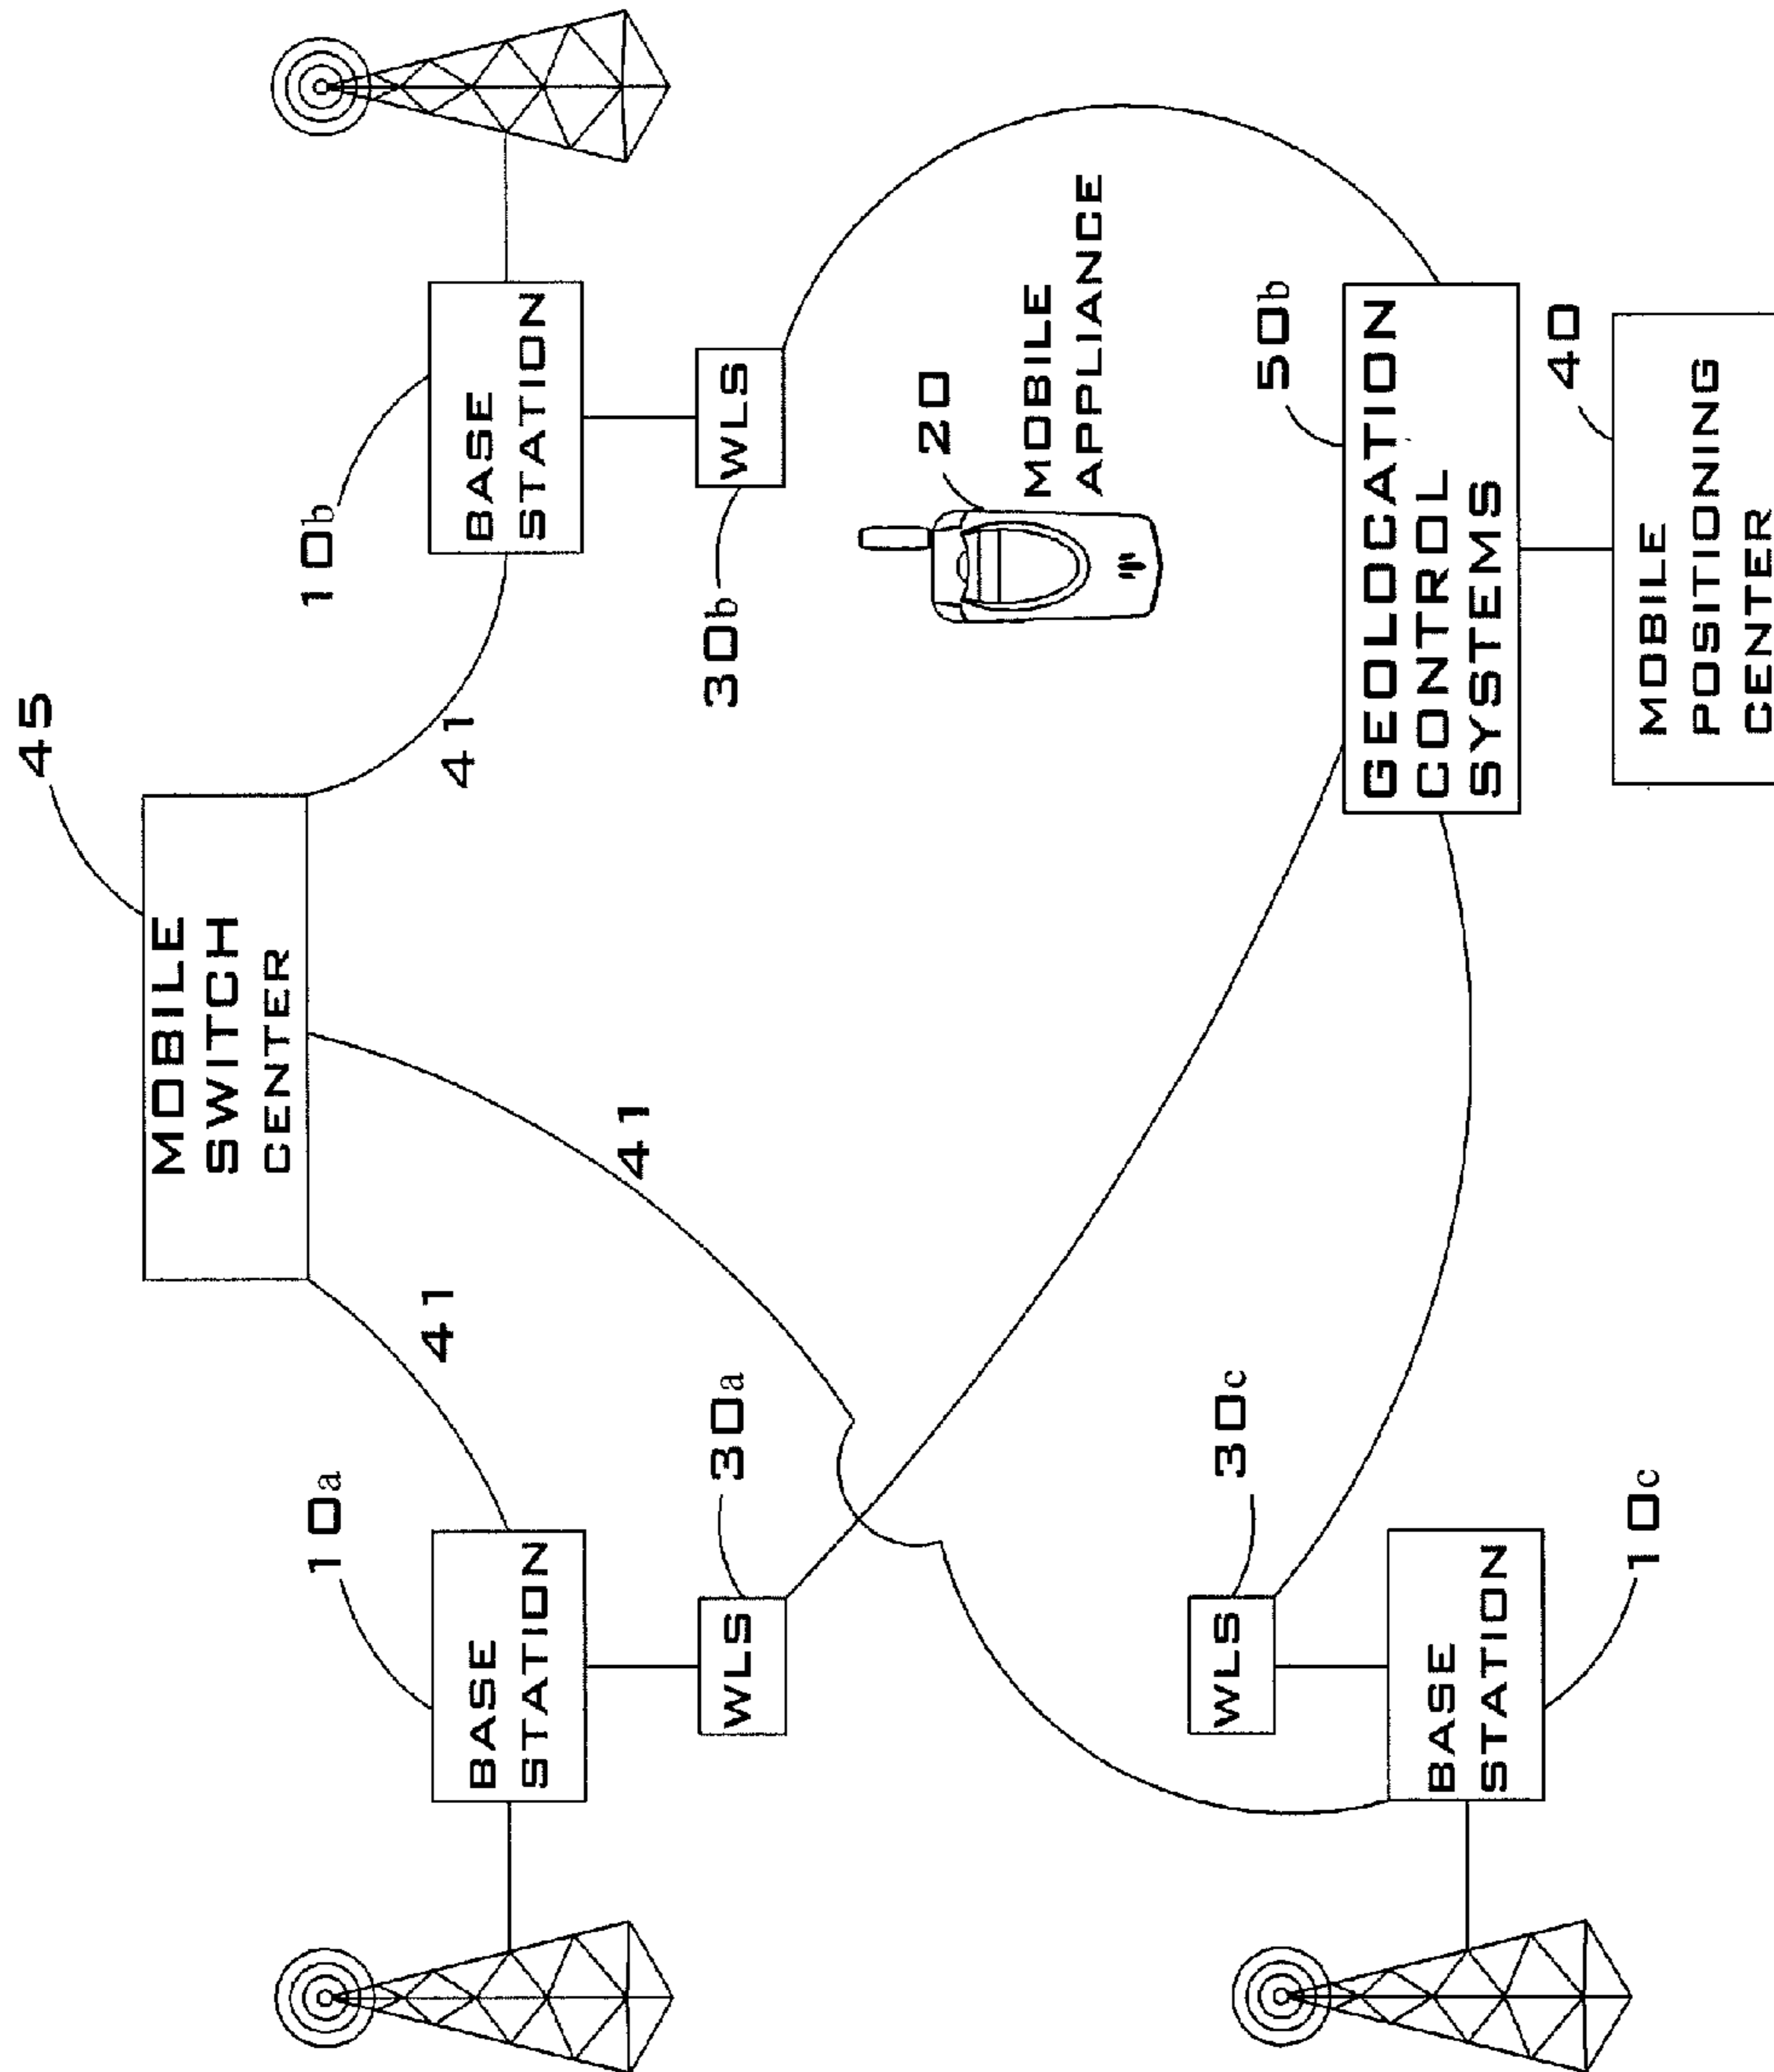 45
MOBILE
SWITCH
CENTER
41
41
41
10a
BASE
STATION
10b
BASE
STATION
30a
WLS
30b
WLS
20
MOBILE
APPLIANCE
30c
WLS
10c
BASE
STATION
50b
GEOLOCATION
CONTROL
SYSTEMS
40
MOBILE
POSITIONING
CENTER